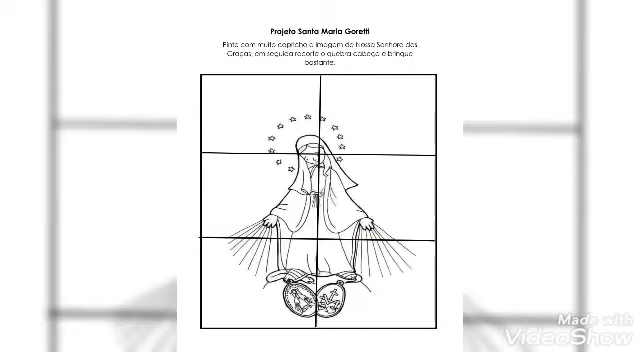 Projeto Santa Maria Goretti
Pinte com muito capricho a imagem de Nossa Senhora das
Graças, em seguida recorte o quebra cabeça e brinque
bastante.
Made with
VideoShow